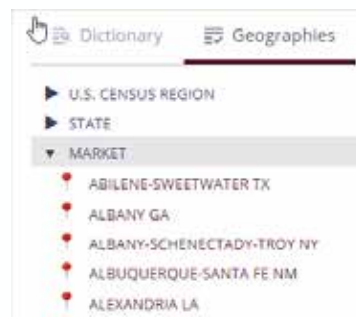 Dictionary Geographies
U.S. CENSUS REGION
STATE
MARKET
ABILENE-SWEETWATER TX
ALBANY GA
ALBANY-SCHENECTADY-TROY NY
ALBUQUERQUE-SANTA FE NM
ALEXANDRIA LA